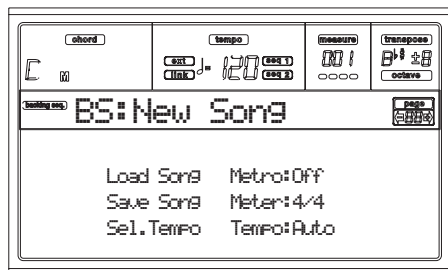 chord tempo measure transpose
ext seq 1
C M link ♩= 120 seq 2 001 octave
backing seq. BS:New Song page
Load Song Metro:Off
Save Song Meter:4/4
Sel.Tempo Tempo:Auto